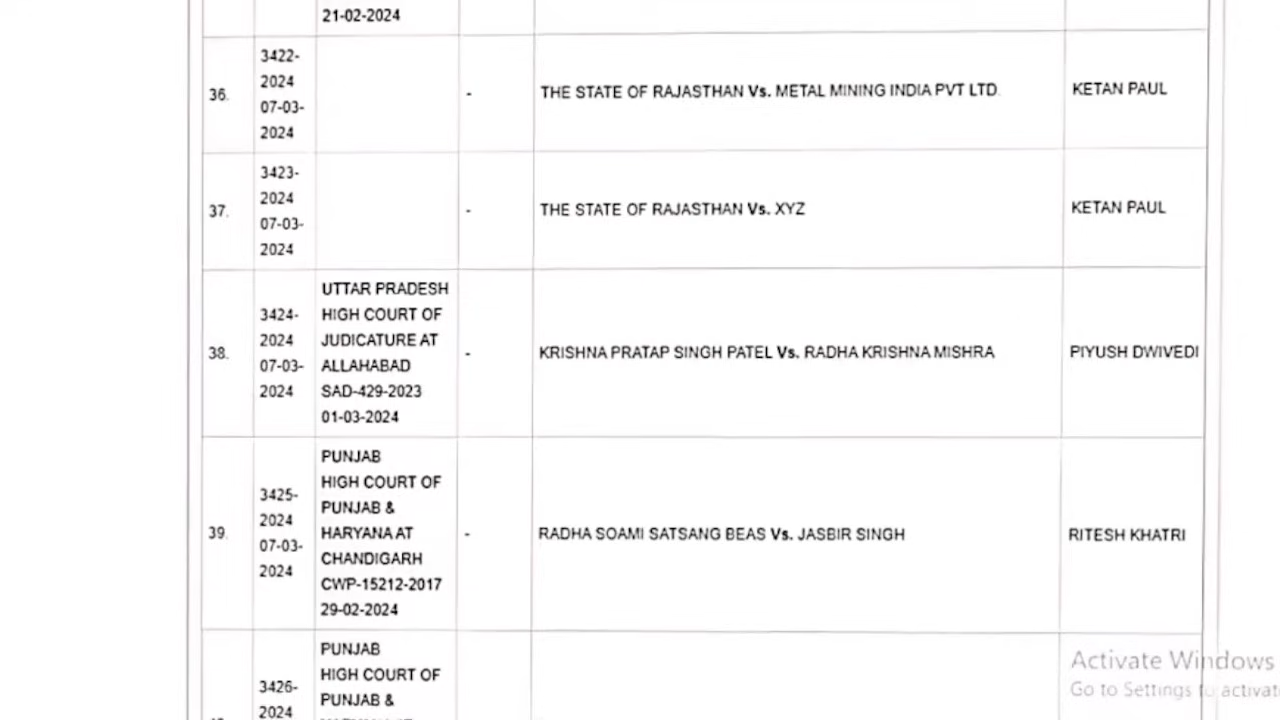 21-02-2024
36.
3422-
2024
07-03-
2024
-
THE STATE OF RAJASTHAN Vs. METAL MINING INDIA PVT LTD.
KETAN PAUL
37.
3423-
2024
07-03-
2024
-
THE STATE OF RAJASTHAN Vs. XYZ
KETAN PAUL
38.
3424-
2024
07-03-
2024
UTTAR PRADESH
HIGH COURT OF
JUDICATURE AT
ALLAHABAD
SAD-429-2023
01-03-2024
-
KRISHNA PRATAP SINGH PATEL Vs. RADHA KRISHNA MISHRA
PIYUSH DWIVEDI
39.
3425-
2024
07-03-
2024
PUNJAB
HIGH COURT OF
PUNJAB &
HARYANA AT
CHANDIGARH
CWP-15212-2017
29-02-2024
-
RADHA SOAMI SATSANG BEAS Vs. JASBIR SINGH
RITESH KHATRI
3426-
2024
PUNJAB
HIGH COURT OF
PUNJAB &
Activate Windows
Go to Settings to activate